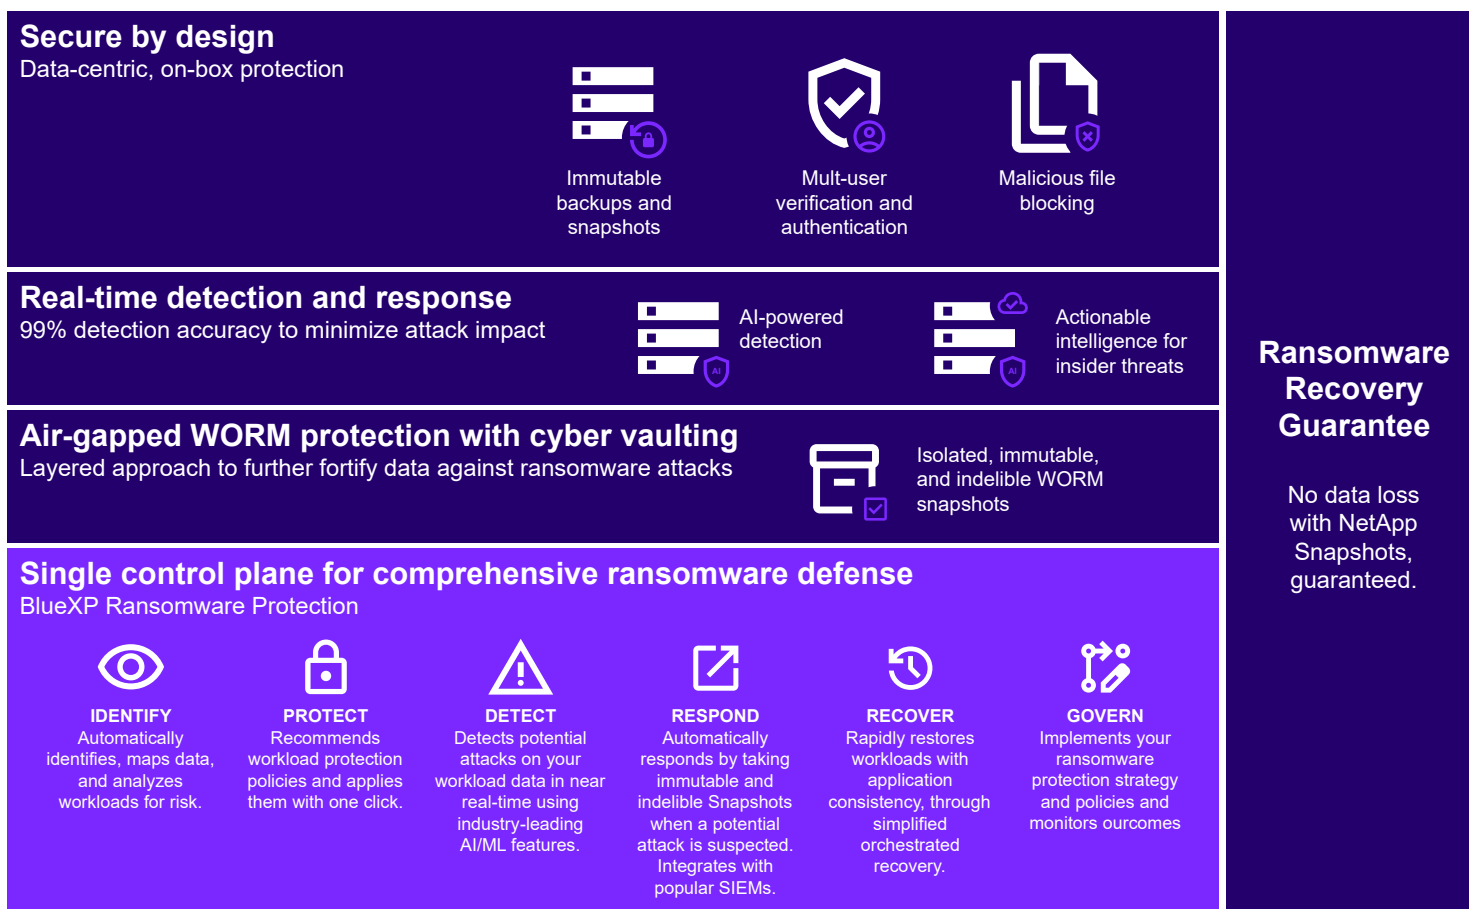 Secure by design
Data-centric, on-box protection
Immutable
backups and
snapshots
Mult-user
verification and
authentication
Malicious file
blocking
Real-time detection and response
99% detection accuracy to minimize attack impact
AI
AI-powered
detection
AI
Actionable
intelligence for
insider threats
Air-gapped WORM protection with cyber vaulting
Layered approach to further fortify data against ransomware attacks
Isolated, immutable,
and indelible WORM
snapshots
Single control plane for comprehensive ransomware defense
BlueXP Ransomware Protection
IDENTIFY
Automatically
identifies, maps data,
and analyzes
workloads for risk.
PROTECT
Recommends
workload protection
policies and applies
them with one click.
DETECT
Detects potential
attacks on your
workload data in near
real-time using
industry-leading
AI/ML features.
RESPOND
Automatically
responds by taking
immutable and
indelible Snapshots
when a potential
attack is suspected.
Integrates with
popular SIEMs.
RECOVER
Rapidly restores
workloads with
application
consistency, through
simplified
orchestrated
recovery.
GOVERN
Implements your
ransomware
protection strategy
and policies and
monitors ourcomes
Ransomware
Recovery
Guarantee
No data loss
with NetApp
Snapshots,
guaranteed.